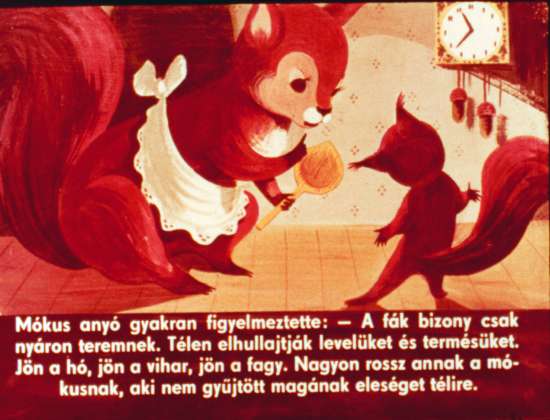 Mókus anyó gyakran figyelmeztette: — A fák bizony csak
nyáron teremnek. Télen elhullajtják levelüket és termésüket.
Jön a hó, jön a vihar, jön a fagy. Nagyon rossz annak a mó-
kusnak, aki nem gyűjtött magának eleséget télire.